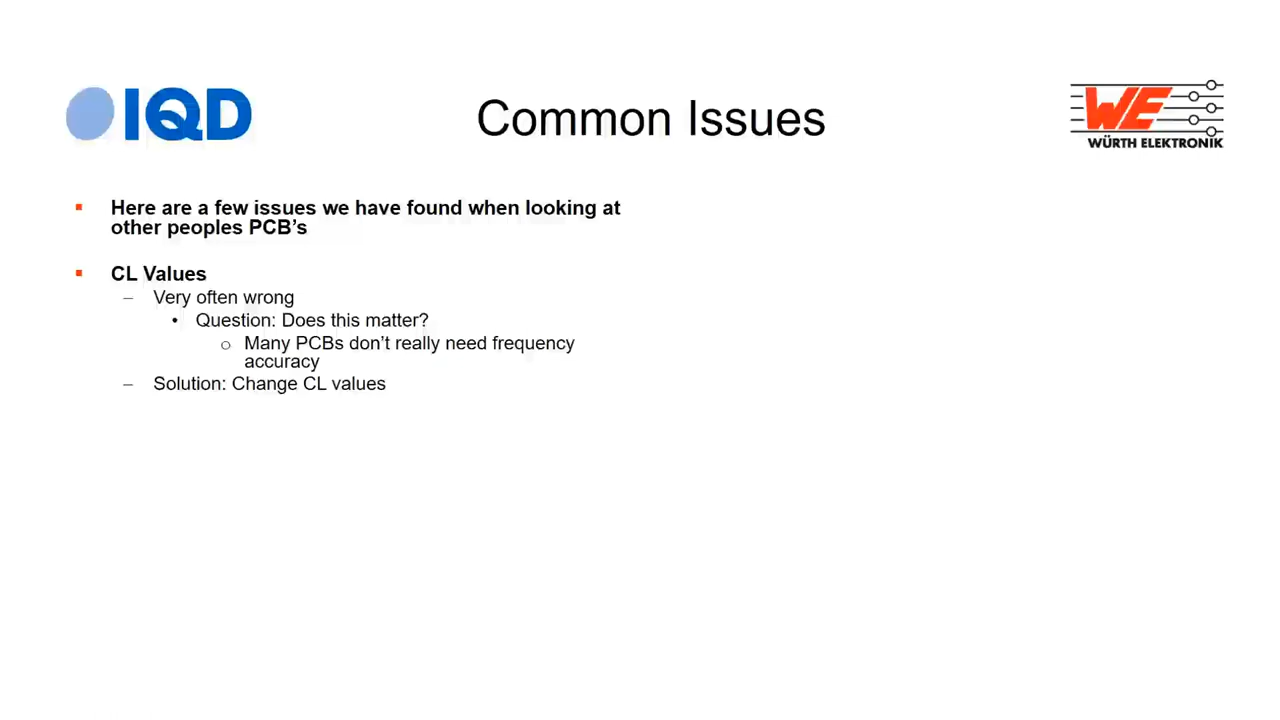 IQD
Common Issues
WE
WÜRTH ELEKTRONIK
▪ Here are a few issues we have found when looking at
other peoples PCB’s
▪ CL Values
– Very often wrong
• Question: Does this matter?
o Many PCBs don’t really need frequency
accuracy
– Solution: Change CL values